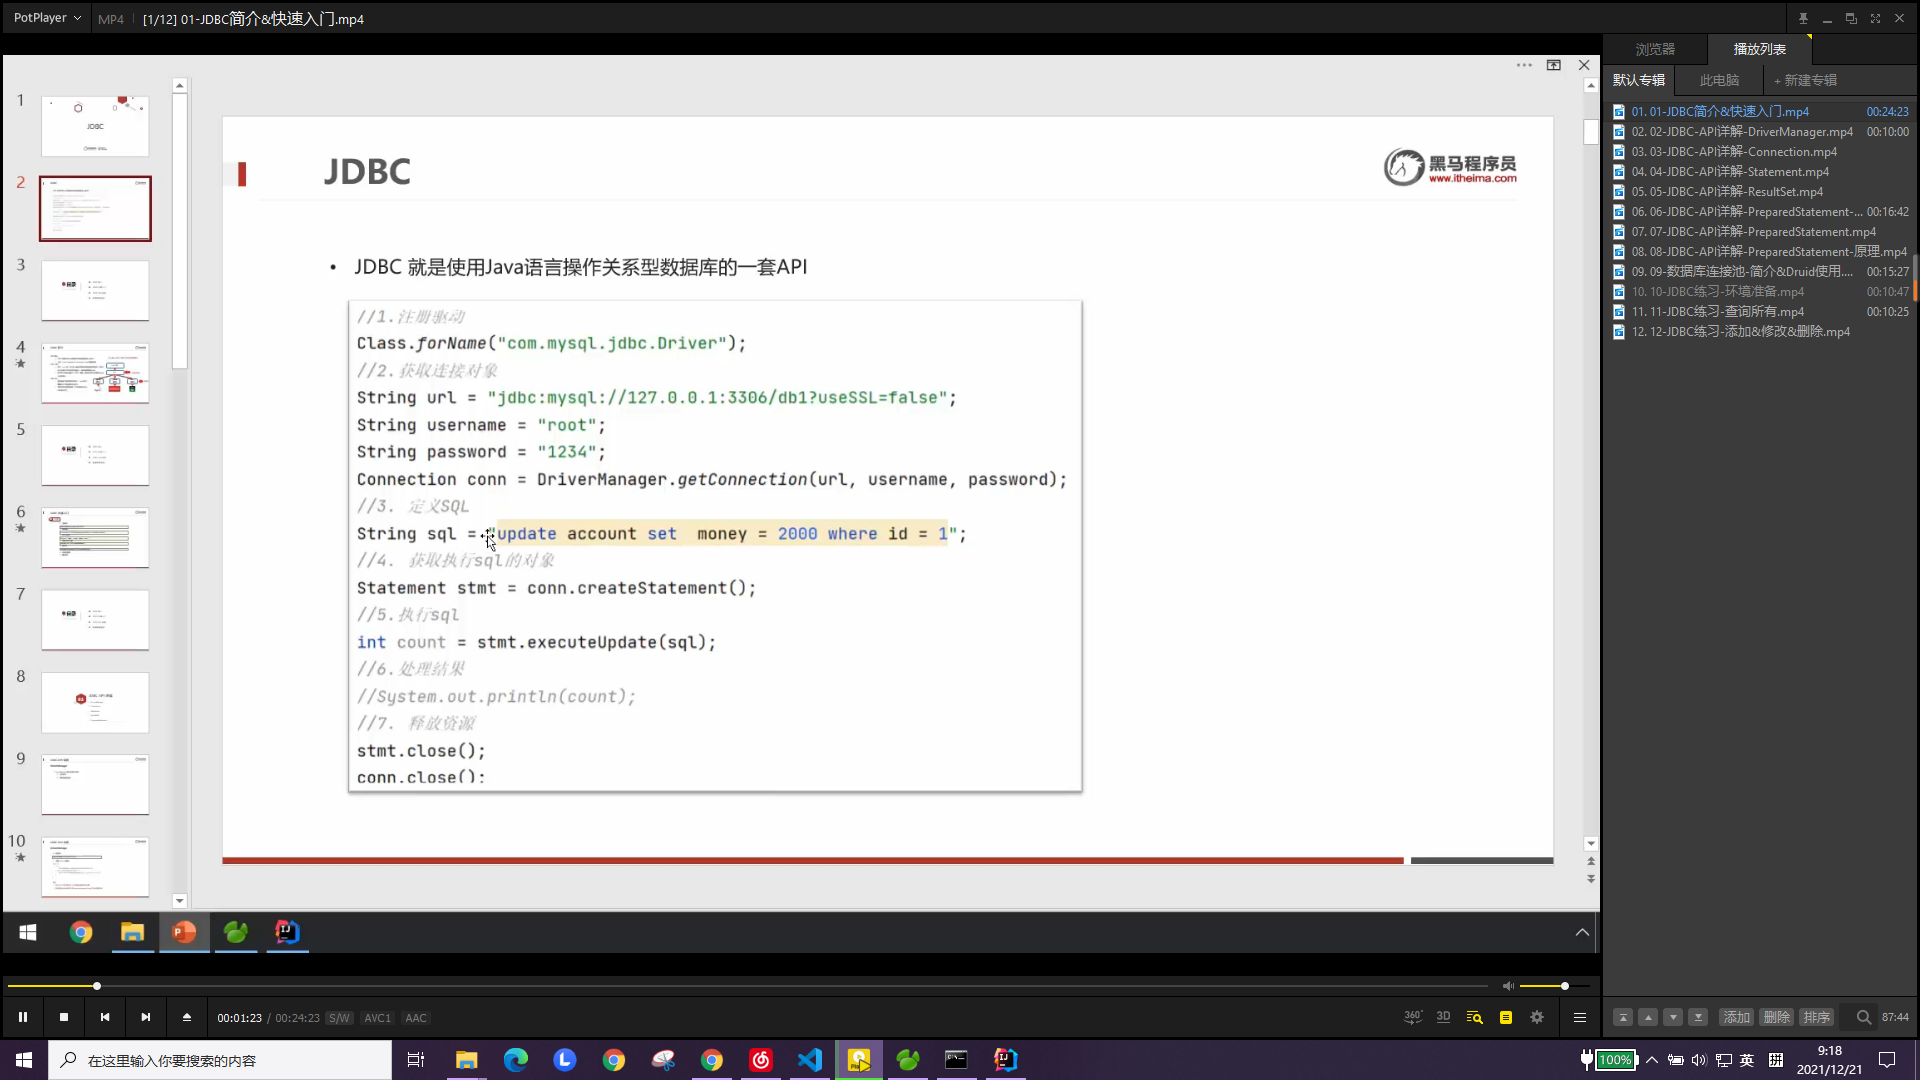 PotPlayer
MP4
[1/12] 01-JDBC简介&快速入门.mp4
浏览器
播放列表
默认专辑
此电脑
+ 新建专辑
01. 01-JDBC简介&快速入门.mp4 00:24:23
02. 02-JDBC-API详解-DriverManager.mp4 00:10:00
03. 03-JDBC-API详解-Connection.mp4
04. 04-JDBC-API详解-Statement.mp4
05. 05-JDBC-API详解-ResultSet.mp4
06. 06-JDBC-API详解-PreparedStatement-... 00:16:42
07. 07-JDBC-API详解-PreparedStatement.mp4
08. 08-JDBC-API详解-PreparedStatement-原理.mp4
09. 09-数据库连接池-简介&Druid使用.... 00:15:27
10. 10-JDBC练习-环境准备.mp4 00:10:47
11. 11-JDBC练习-查询所有.mp4 00:10:25
12. 12-JDBC练习-添加&修改&删除.mp4
1
JDBC
2
3
4
5
6
7
8
9
10
JDBC
黑马程序员
www.itheima.com
• JDBC 就是使用Java语言操作关系型数据库的一套API
//1.注册驱动
Class.forName("com.mysql.jdbc.Driver");
//2.获取连接对象
String url = "jdbc:mysql://127.0.0.1:3306/db1?useSSL=false";
String username = "root";
String password = "1234";
Connection conn = DriverManager.getConnection(url, username, password);
//3. 定义SQL
String sql = "update account set  money = 2000 where id = 1";
//4. 获取执行sql的对象
Statement stmt = conn.createStatement();
//5.执行sql
int count = stmt.executeUpdate(sql);
//6.处理结果
//System.out.println(count);
//7. 释放资源
stmt.close();
conn.close();
00:01:23 / 00:24:23 S/W AVC1 AAC
360°
3D
添加
删除
排序
87:44
在这里输入你要搜索的内容
100%
英
拼
9:18
2021/12/21